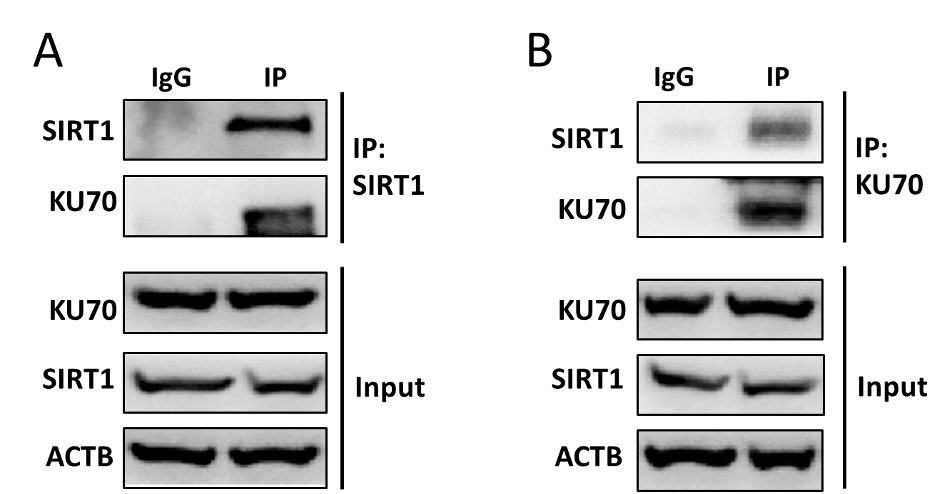 A
IgG IP
SIRT1
KU70
IP:
SIRT1
KU70
SIRT1
ACTB
Input
B
IgG IP
SIRT1
KU70
IP:
KU70
KU70
SIRT1
ACTB
Input